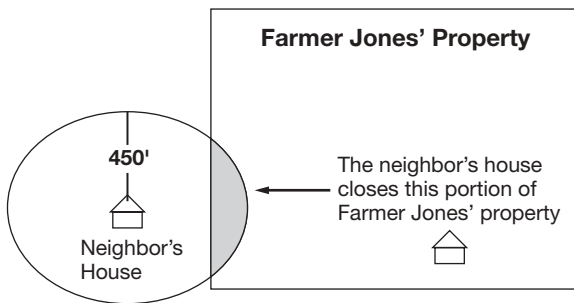 Farmer Jones’ Property
450'
Neighbor’s
House
The neighbor’s house
closes this portion of
Farmer Jones’ property